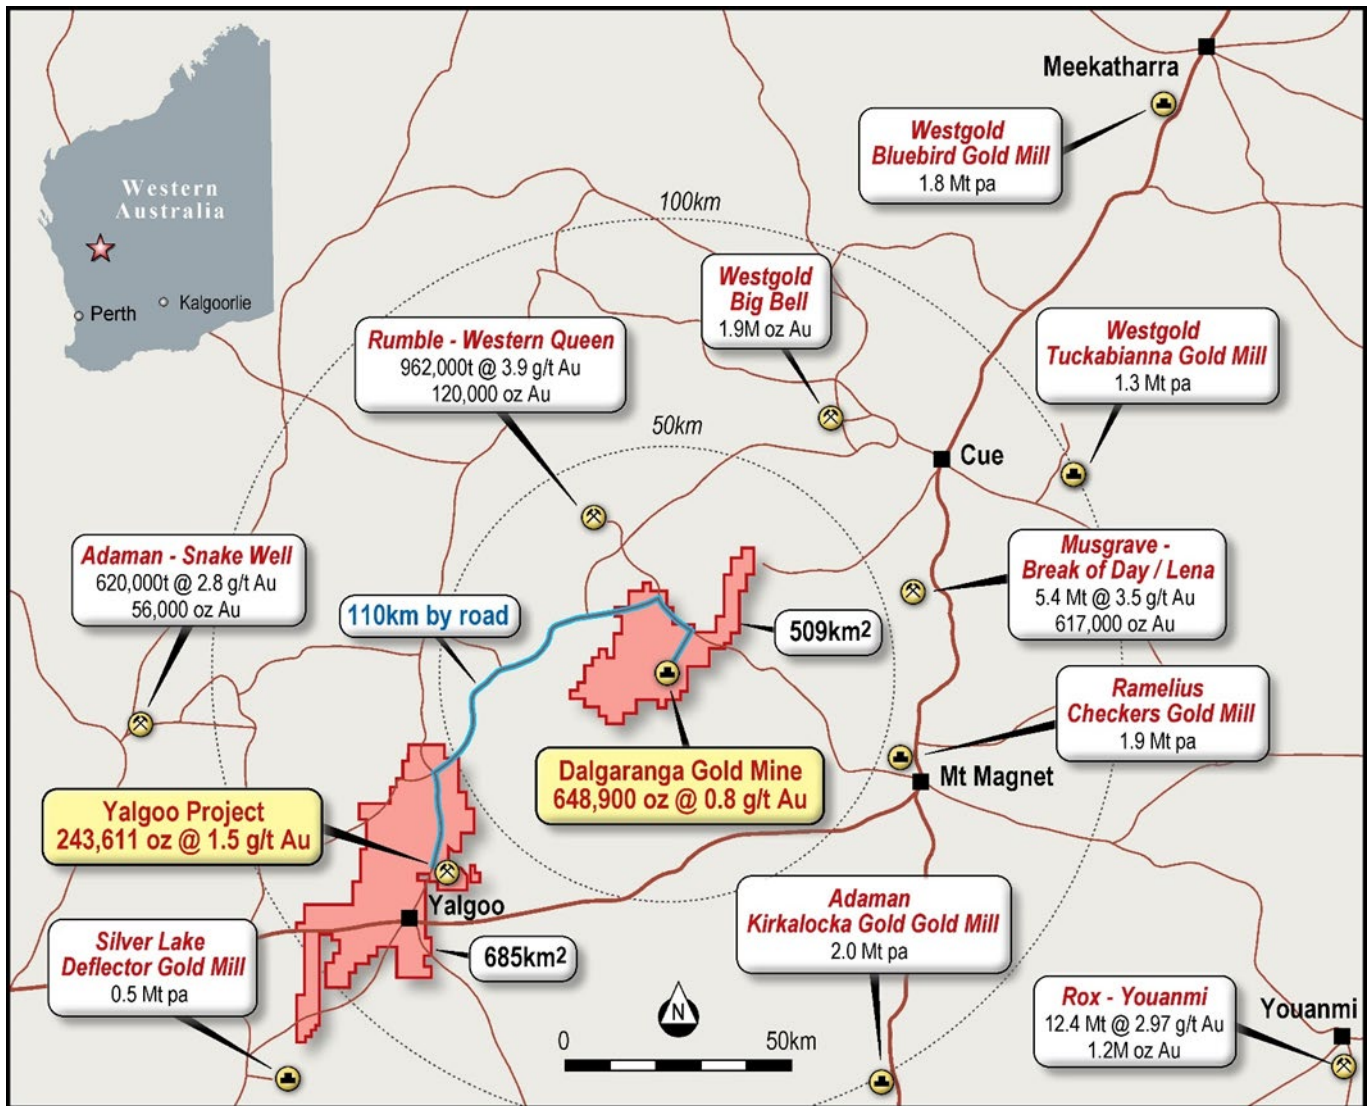 Meekatharra
Westgold
Bluebird Gold Mill
1.8 Mt pa
Western
Australia
Perth
Kalgoorlie
100km
Westgold
Big Bell
1.9M oz Au
Rumble - Western Queen
962,000t @ 3.9 g/t Au
120,000 oz Au
Westgold
Tuckabianna Gold Mill
1.3 Mt pa
50km
Cue
Adaman - Snake Well
620,000t @ 2.8 g/t Au
56,000 oz Au
Musgrave -
Break of Day / Lena
5.4 Mt @ 3.5 g/t Au
617,000 oz Au
110km by road
509km2
Ramelius
Checkers Gold Mill
1.9 Mt pa
Dalgaranga Gold Mine
648,900 oz @ 0.8 g/t Au
Mt Magnet
Yalgoo Project
243,611 oz @ 1.5 g/t Au
Yalgoo
Adaman
Kirkalocka Gold Gold Mill
2.0 Mt pa
Silver Lake
Deflector Gold Mill
0.5 Mt pa
685km2
N
0 50km
Rox - Youanmi
12.4 Mt @ 2.97 g/t Au
1.2M oz Au
Youanmi